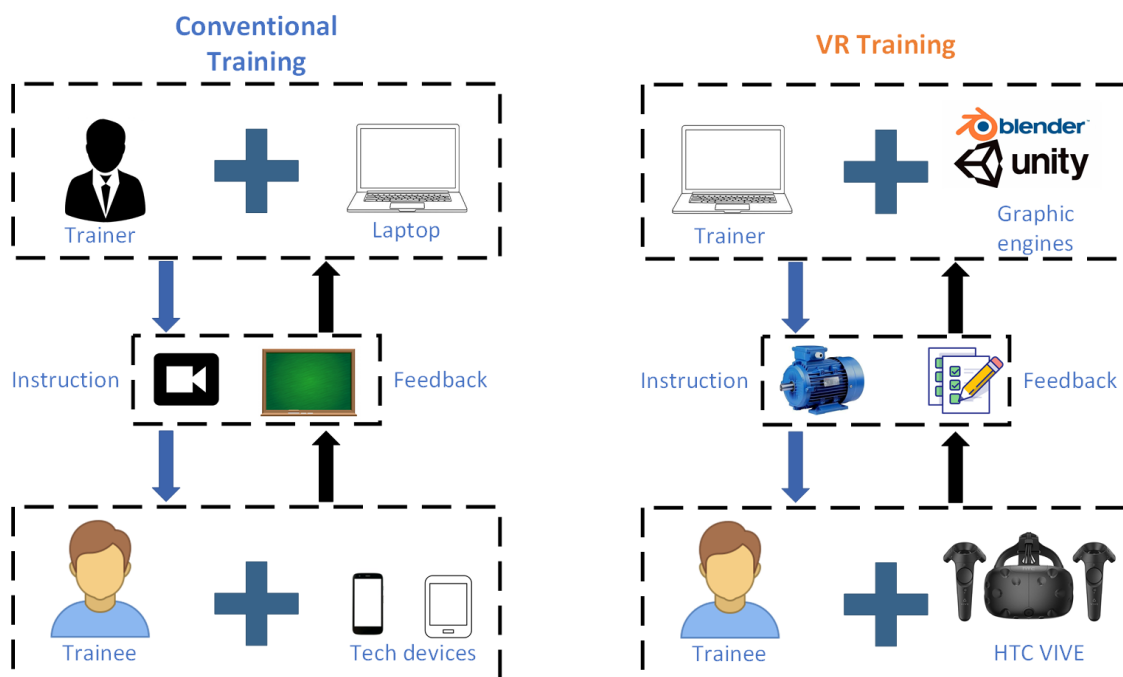 Conventional
Training
Trainer
Laptop
Instruction
Feedback
Trainee
Tech devices
VR Training
blender™
unity
Trainer
Graphic
engines
Instruction
Feedback
Trainee
HTC VIVE